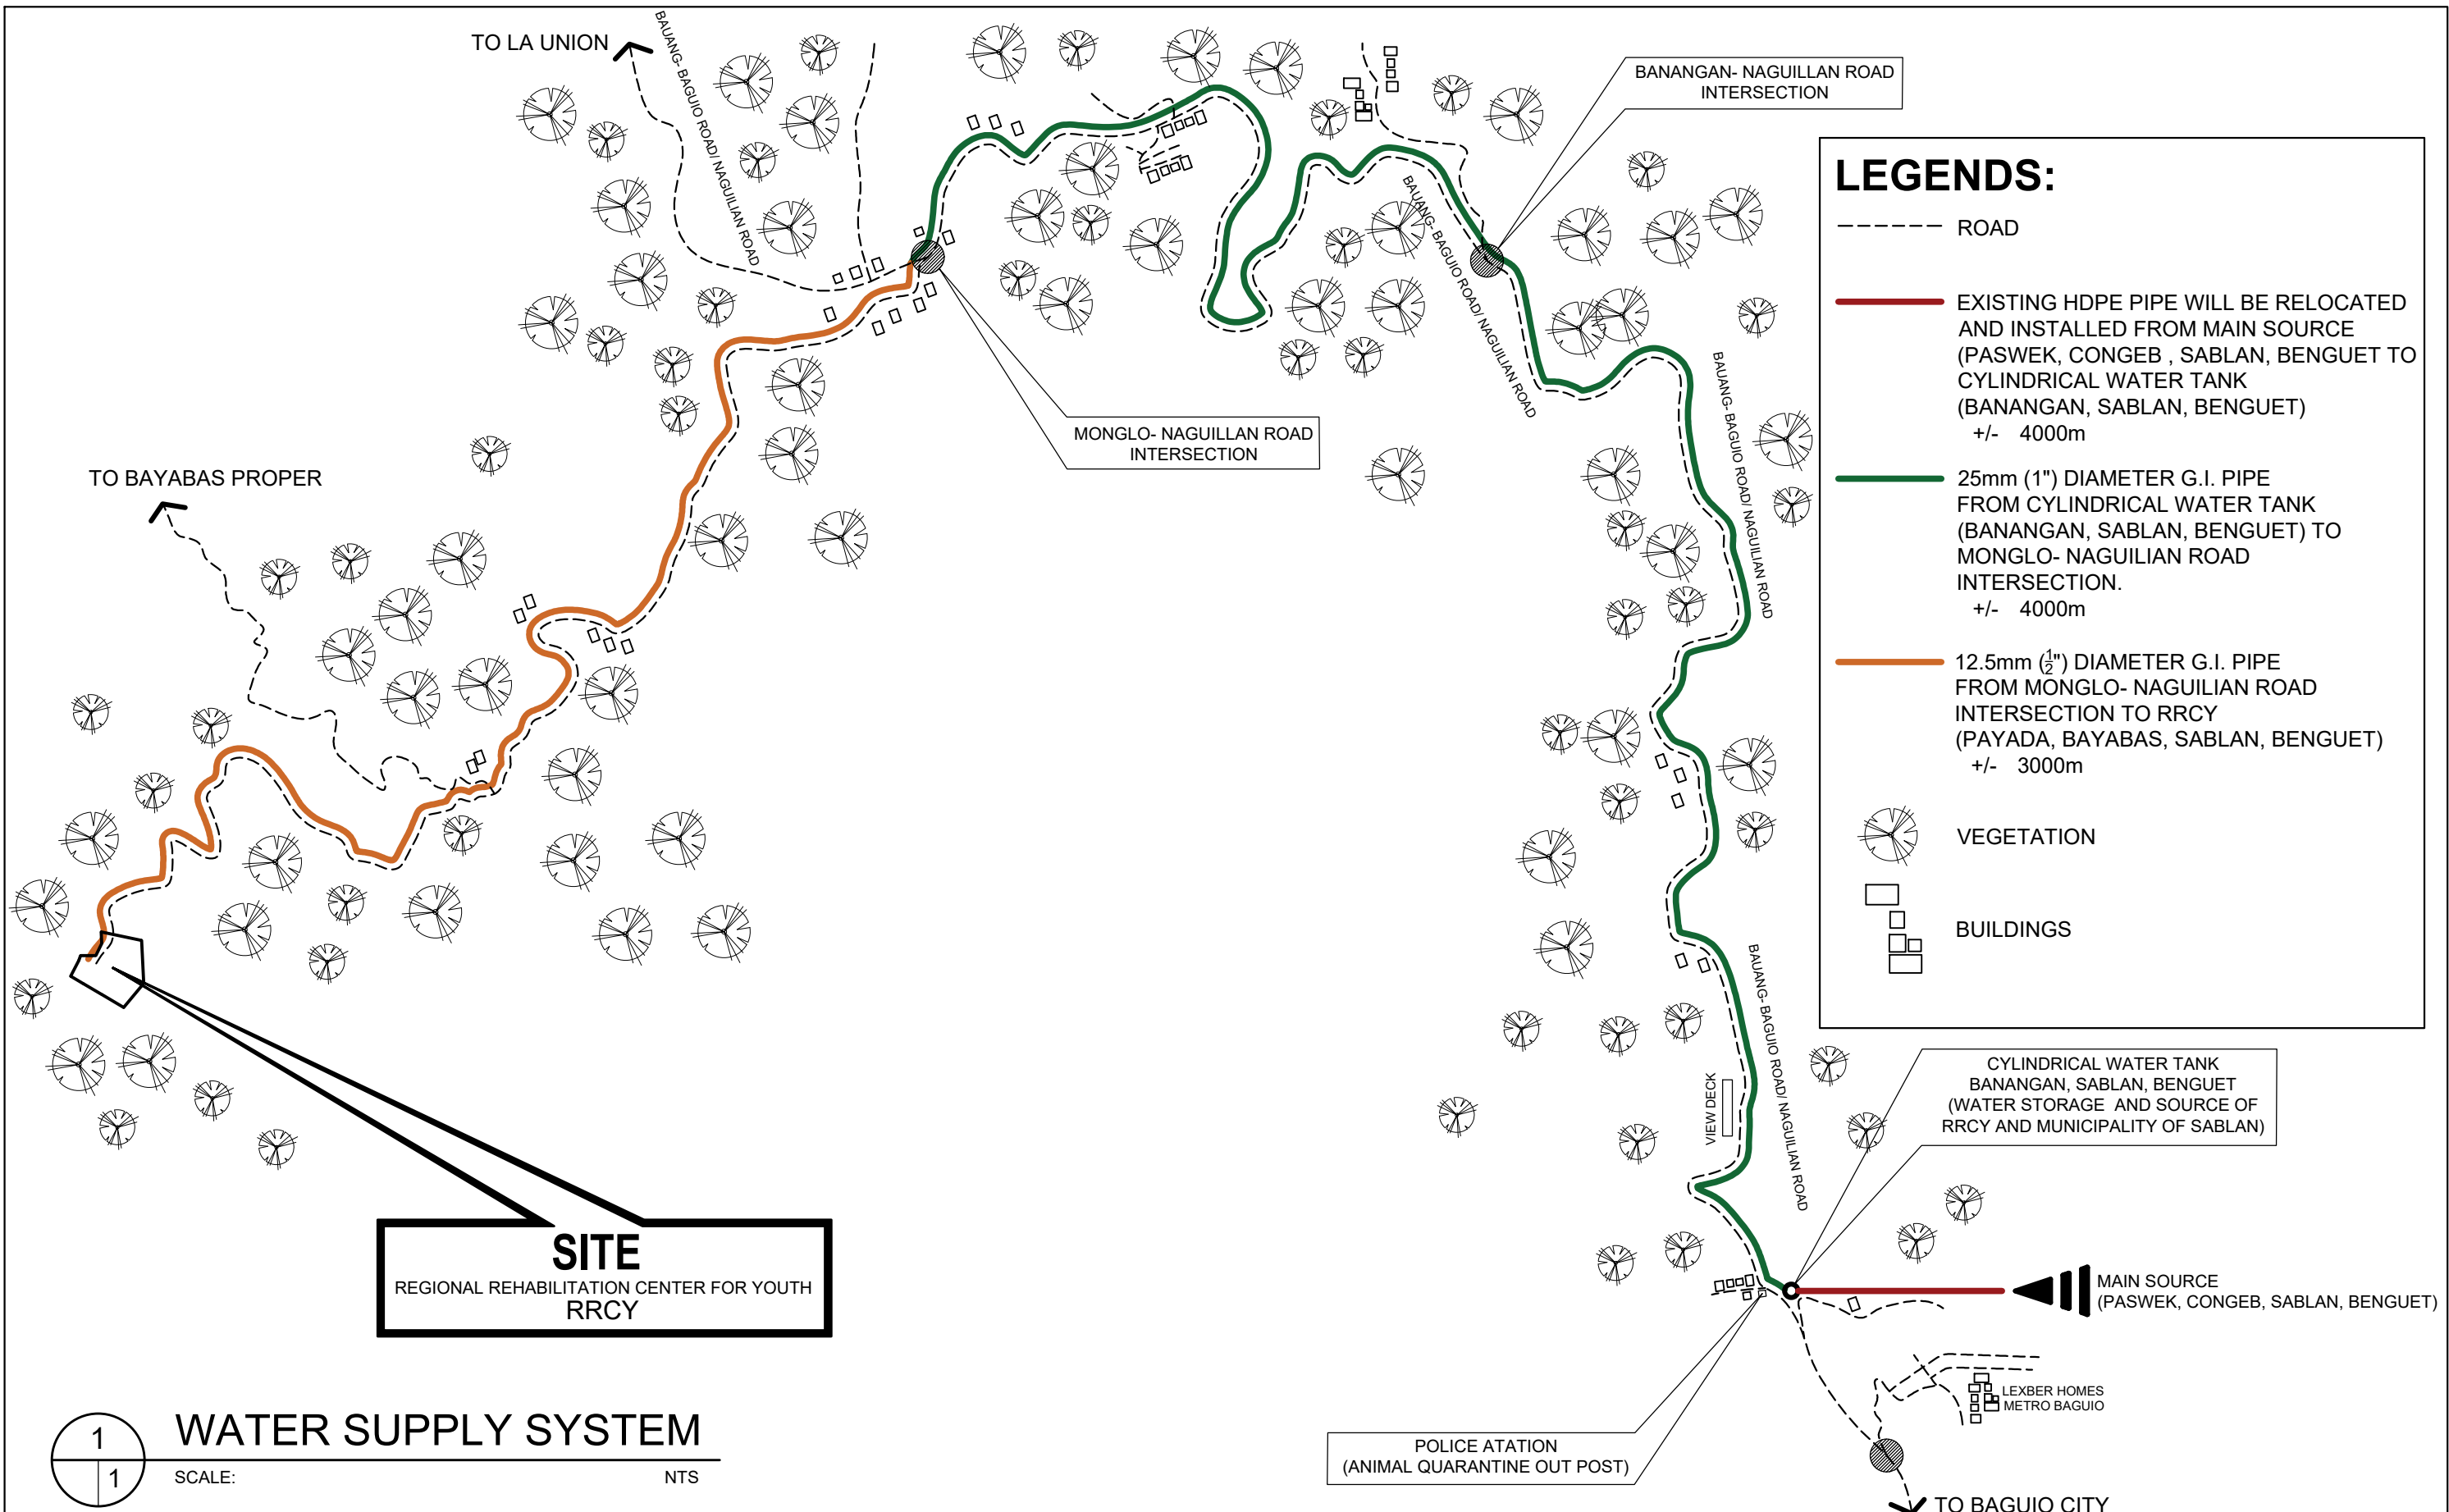 TO LA UNION
BAUANG- BAGUIO ROAD/ NAGUILIAN ROAD
BANANGAN- NAGUILLAN ROAD
INTERSECTION
BAUANG- BAGUIO ROAD/ NAGUILIAN ROAD
MONGLO- NAGUILLAN ROAD
INTERSECTION
BAUANG- BAGUIO ROAD/ NAGUILIAN ROAD
TO BAYABAS PROPER
LEGENDS:
ROAD
EXISTING HDPE PIPE WILL BE RELOCATED
AND INSTALLED FROM MAIN SOURCE
(PASWEK, CONGEB , SABLAN, BENGUET TO
CYLINDRICAL WATER TANK
(BANANGAN, SABLAN, BENGUET)
+/- 4000m
25mm (1") DIAMETER G.I. PIPE
FROM CYLINDRICAL WATER TANK
(BANANGAN, SABLAN, BENGUET) TO
MONGLO- NAGUILIAN ROAD
INTERSECTION.
+/- 4000m
12.5mm (½") DIAMETER G.I. PIPE
FROM MONGLO- NAGUILIAN ROAD
INTERSECTION TO RRCY
(PAYADA, BAYABAS, SABLAN, BENGUET)
+/- 3000m
VEGETATION
BUILDINGS
BAUANG- BAGUIO ROAD/ NAGUILIAN ROAD
VIEW DECK
CYLINDRICAL WATER TANK
BANANGAN, SABLAN, BENGUET
(WATER STORAGE AND SOURCE OF
RRCY AND MUNICIPALITY OF SABLAN)
SITE
REGIONAL REHABILITATION CENTER FOR YOUTH
RRCY
MAIN SOURCE
(PASWEK, CONGEB, SABLAN, BENGUET)
LEXBER HOMES
METRO BAGUIO
POLICE ATATION
(ANIMAL QUARANTINE OUT POST)
TO BAGUIO CITY
1
1
WATER SUPPLY SYSTEM
SCALE: NTS